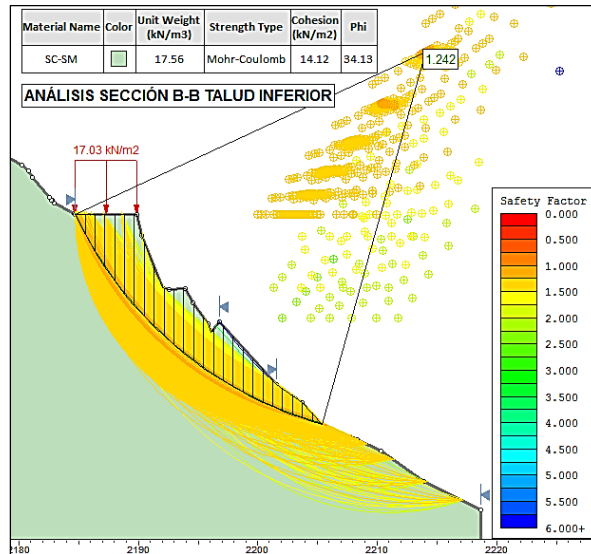 Material Name Color Unit Weight (kN/m3) Strength Type Cohesion (kN/m2) Phi
SC-SM 17.56 Mohr-Coulomb 14.12 34.13
ANÁLISIS SECCIÓN B-B TALUD INFERIOR
1.242
17.03 kN/m2
Safety Factor
0.000
0.500
1.000
1.500
2.000
2.500
3.000
3.500
4.000
4.500
5.000
5.500
6.000+
2180 2190 2200 2210 2220